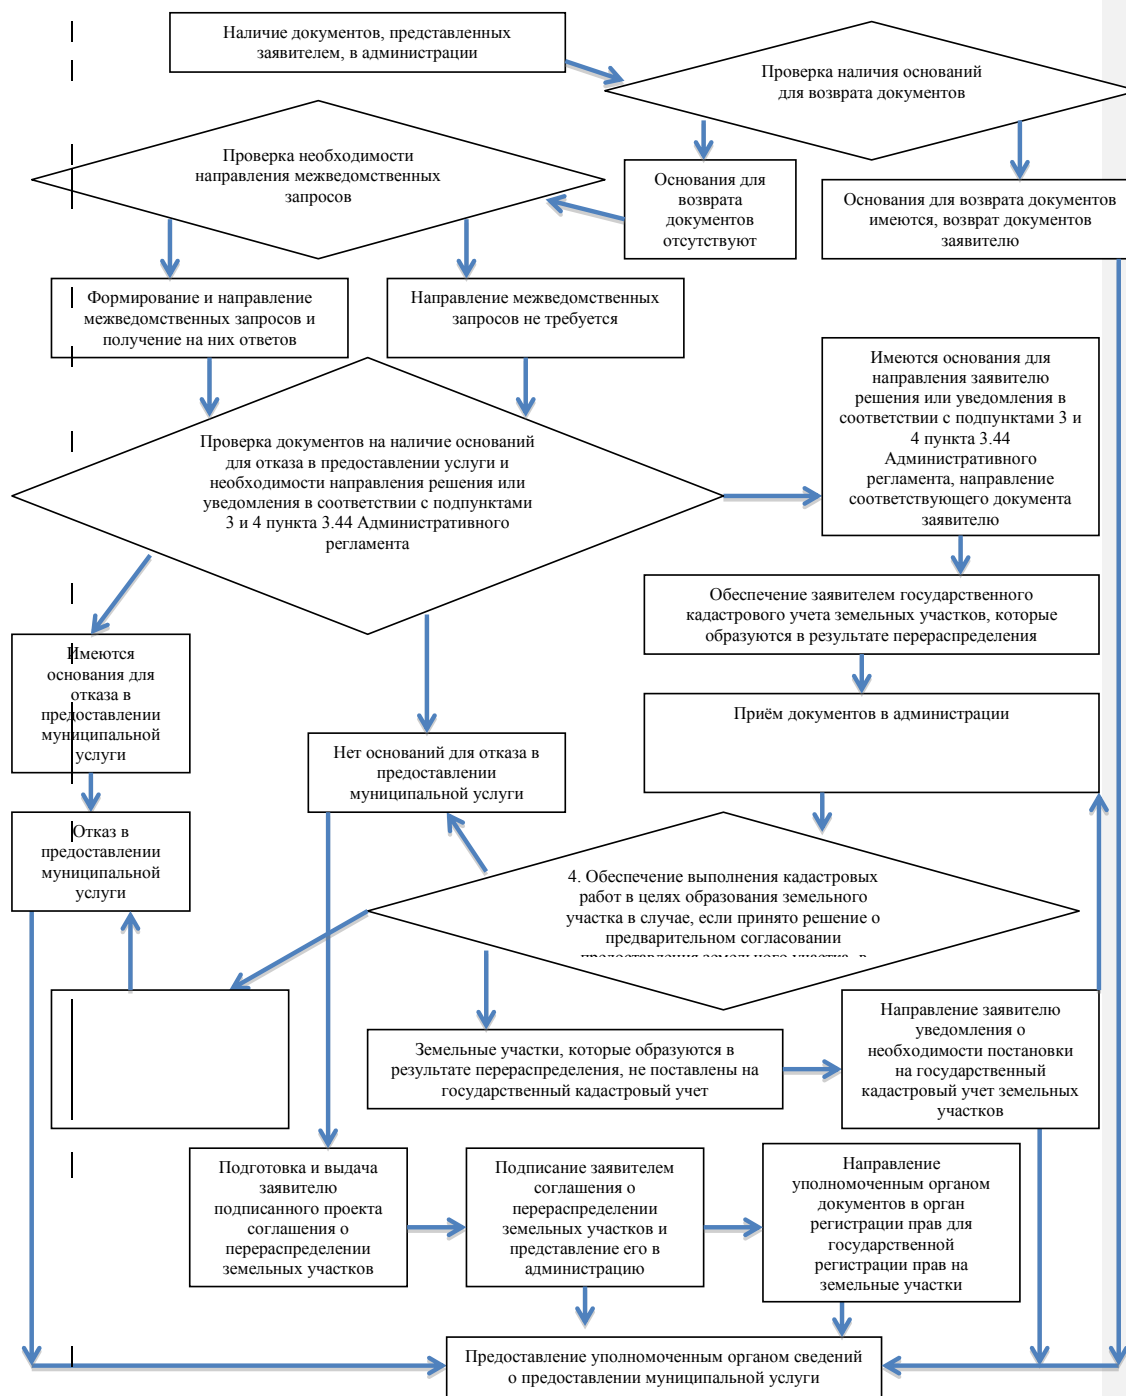 Наличие документов, представленных
заявителем, в администрации
Проверка наличия оснований
для возврата документов
Проверка необходимости
направления межведомственных
запросов
Основания для
возврата
документов
отсутствуют
Основания для возврата документов
имеются, возврат документов
заявителю
Формирование и направление
межведомственных запросов и
получение на них ответов
Направление межведомственных
запросов не требуется
Имеются основания для
направления заявителю
решения или уведомления в
соответствии с подпунктами 3 и
4 пункта 3.44
Административного
регламента, направление
соответствующего документа
заявителю
Проверка документов на наличие оснований
для отказа в предоставлении услуги и
необходимости направления решения или
уведомления в соответствии с подпунктами
3 и 4 пункта 3.44 Административного
регламента
Обеспечение заявителем государственного
кадастрового учета земельных участков, которые
образуются в результате перераспределения
Имеются
основания для
отказа в
предоставлении
муниципальной
услуги
Приём документов в администрации
Нет оснований для отказа в
предоставлении
муниципальной услуги
Отказ в
предоставлении
муниципальной
услуги
4. Обеспечение выполнения кадастровых
работ в целях образования земельного
участка в случае, если принято решение о
предварительном согласовании
предоставления земельного участка, в
Направление заявителю
уведомления о
необходимости постановки
на государственный
кадастровый учет земельных
участков
Земельные участки, которые образуются в
результате перераспределения, не поставлены на
государственный кадастровый учет
Подготовка и выдача
заявителю
подписанного проекта
соглашения о
перераспределении
земельных участков
Подписание заявителем
соглашения о
перераспределении
земельных участков и
представление его в
администрацию
Направление
уполномоченным органом
документов в орган
регистрации прав для
государственной
регистрации прав на
земельные участки
Предоставление уполномоченным органом сведений
о предоставлении муниципальной услуги